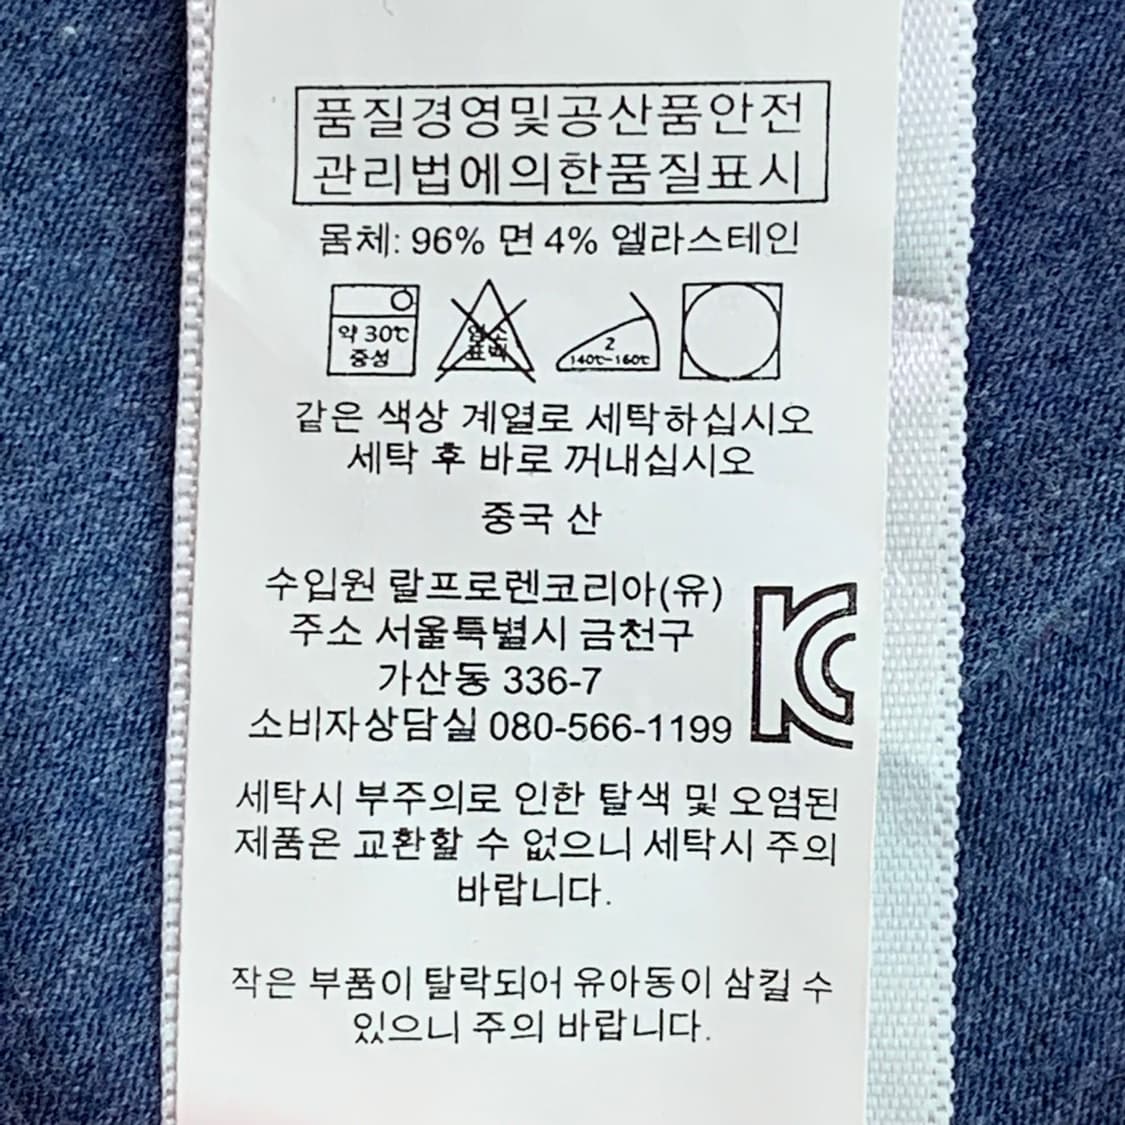 품질경영및공산품안전
관리법에의한품질표시
몸체: 96% 면 4% 엘라스테인
약 30℃
중성
염소
표백
2
140℃-160℃
같은 색상 계열로 세탁하십시오
세탁 후 바로 꺼내십시오
중국 산
수입원 랄프로렌코리아(유)
주소 서울특별시 금천구
가산동 336-7
소비자상담실 080-566-1199
세탁시 부주의로 인한 탈색 및 오염된
제품은 교환할 수 없으니 세탁시 주의
바랍니다.
작은 부품이 탈락되어 유아동이 삼킬 수
있으니 주의 바랍니다.